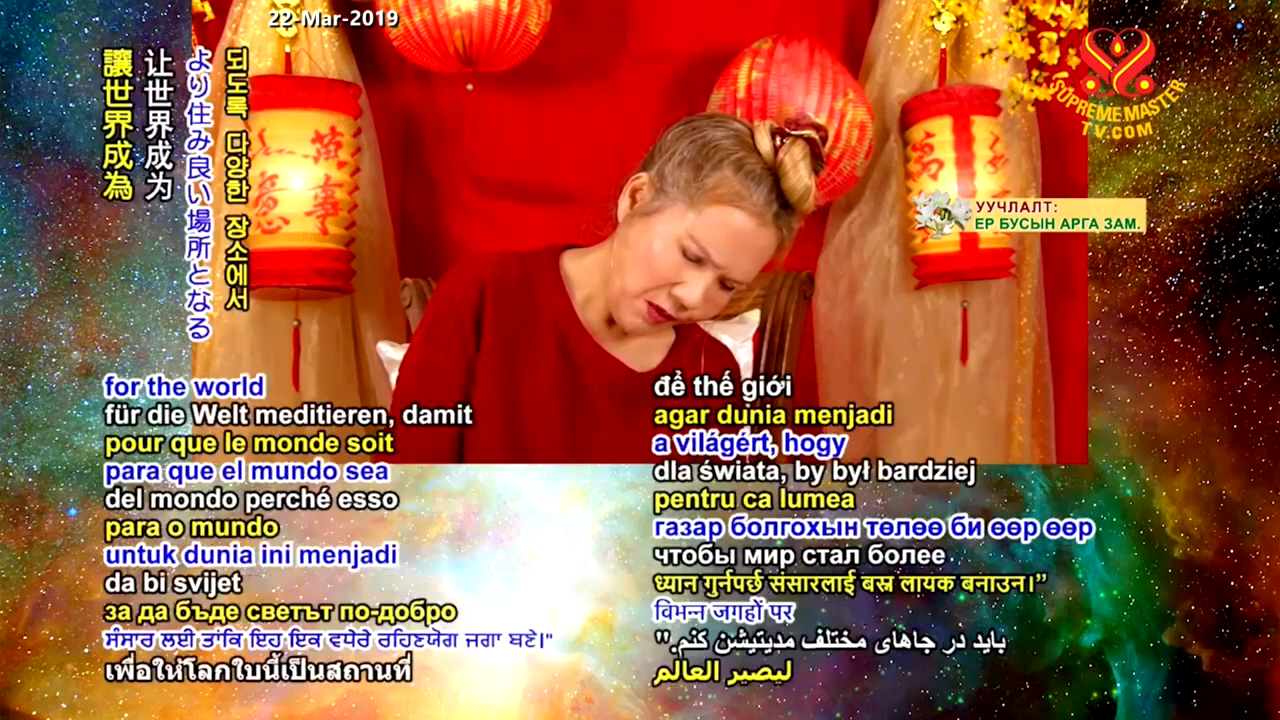 22-Mar-2019
SUPREME MASTER
TV.COM
되도록 다양한 장소에서
より住み良い場所となる
让世界成为
讓世界成為
萬事
萬
УУЧЛАЛТ:
ЕР БУСЫН АРГА ЗАМ.
for the world
für die Welt meditieren, damit
pour que le monde soit
para que el mundo sea
del mondo perché esso
para o mundo
untuk dunia ini menjadi
da bi svijet
за да бъде светът по-добро
ਸੰਸਾਰ ਲਈ ਤਾਂਕਿ ਇਹ ਇਕ ਵਧੇਰੇ ਰਹਿਣਯੋਗ ਜਗਾ ਬਣੇ।"
เพื่อให้โลกใบนี้เป็นสถานที่
để thế giới
agar dunia menjadi
a világért, hogy
dla świata, by był bardziej
pentru ca lumea
газар болгохын төлөө би өөр өөр
чтобы мир стал более
ध्यान गुर्नपर्छ संसारलाई बस्न लायक बनाउन।”
विभिन्न जगहों पर
باید در جاهای مختلف مدیتیشن کنم."
ليصير العالم